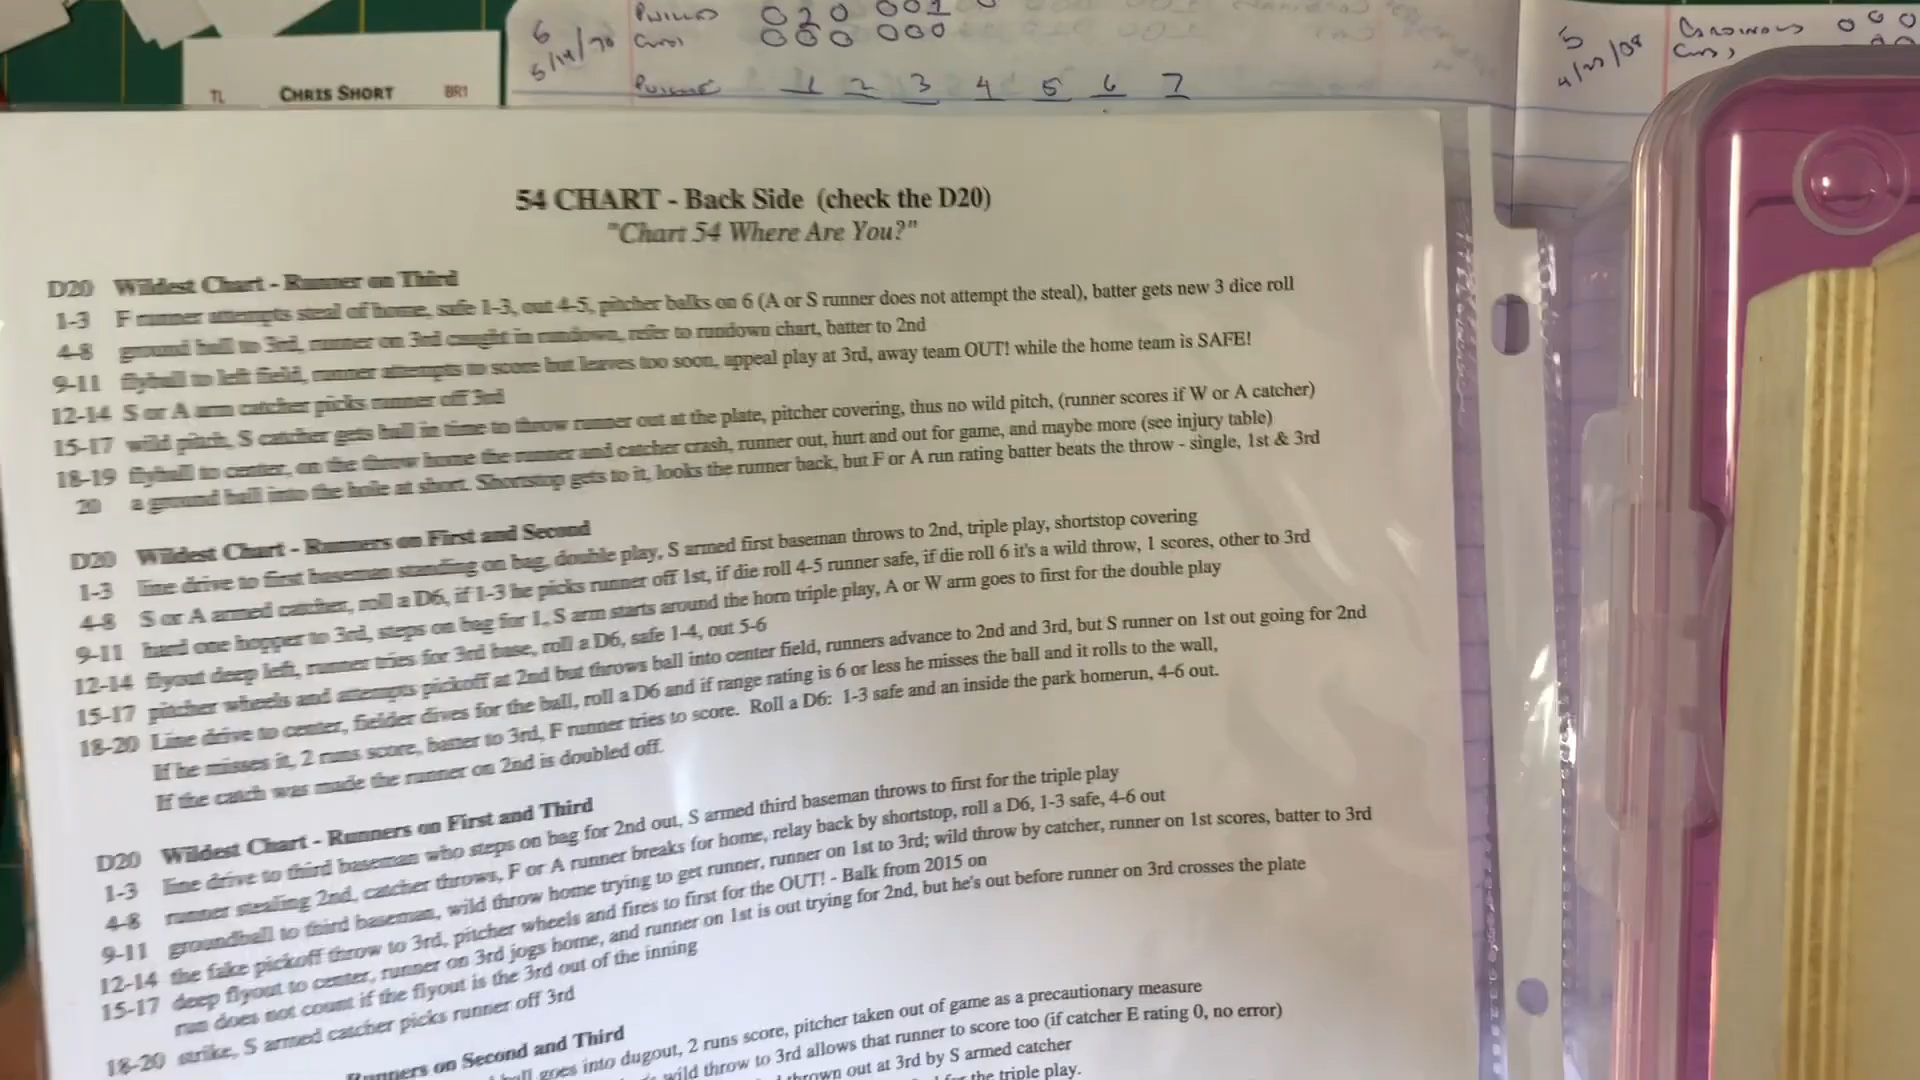 6
5/14/70
PHILLIES 0 2 0 0 0 1
CUBS 0 0 0 0 0 0
PHILLIES 1 2 3 4 5 6 7
5
CARDINALS 0 0 0
CUBS
TL CHRIS SHORT BR1
54 CHART - Back Side (check the D20)
"Chart 54 Where Are You?"
D20 Wildest Chart - Runner on Third
1-3 F runner attempts steal of home, safe 1-3, out 4-5, pitcher balks on 6 (A or S runner does not attempt the steal), batter gets new 3 dice roll
4-8 ground ball to 3rd, runner on 3rd caught in rundown, refer to rundown chart, batter to 2nd
9-11 flyball to left field, runner attempts to score but leaves too soon, appeal play at 3rd, away team OUT! while the home team is SAFE!
12-14 S or A arm catcher picks runner off 3rd
15-17 wild pitch, S catcher gets ball in time to throw runner out at the plate, pitcher covering, thus no wild pitch, (runner scores if W or A catcher)
18-19 flyball to center, on the throw home the runner and catcher crash, runner out, hurt and out for game, and maybe more (see injury table)
20 a ground ball into the hole at short. Shortstop gets to it, looks the runner back, but F or A run rating batter beats the throw - single, 1st & 3rd
D20 Wildest Chart - Runners on First and Second
1-3 line drive to first baseman standing on bag, double play, S armed first baseman throws to 2nd, triple play, shortstop covering
4-8 S or A armed catcher, roll a D6, if 1-3 he picks runner off 1st, if die roll 4-5 runner safe, if die roll 6 it's a wild throw, 1 scores, other to 3rd
9-11 hard one hopper to 3rd, steps on bag for 1, S arm starts around the horn triple play, A or W arm goes to first for the double play
12-14 flyout deep left, runner tries for 3rd base, roll a D6, safe 1-4, out 5-6
15-17 pitcher wheels and attempts pickoff at 2nd but throws ball into center field, runners advance to 2nd and 3rd, but S runner on 1st out going for 2nd
18-20 Line drive to center, fielder dives for the ball, roll a D6 and if range rating is 6 or less he misses the ball and it rolls to the wall,
If he misses it, 2 runs score, batter to 3rd, F runner tries to score. Roll a D6: 1-3 safe and an inside the park homerun, 4-6 out.
If the catch was made the runner on 2nd is doubled off.
D20 Wildest Chart - Runners on First and Third
1-3 line drive to third baseman who steps on bag for 2nd out, S armed third baseman throws to first for the triple play
4-8 runner stealing 2nd, catcher throws, F or A runner breaks for home, relay back by shortstop, roll a D6, 1-3 safe, 4-6 out
9-11 groundball to third baseman, wild throw home trying to get runner, runner on 1st to 3rd; wild throw by catcher, runner on 1st scores, batter to 3rd
12-14 the fake pickoff throw to 3rd, pitcher wheels and fires to first for the OUT! - Balk from 2015 on
15-17 deep flyout to center, runner on 3rd jogs home, and runner on 1st is out trying for 2nd, but he's out before runner on 3rd crosses the plate
run does not count if the flyout is the 3rd out of the inning
18-20 strike, S armed catcher picks runner off 3rd
Runners on Second and Third
ball goes into dugout, 2 runs score, pitcher taken out of game as a precautionary measure
wild throw to 3rd allows that runner to score too (if catcher E rating 0, no error)
thrown out at 3rd by S armed catcher
for the triple play.